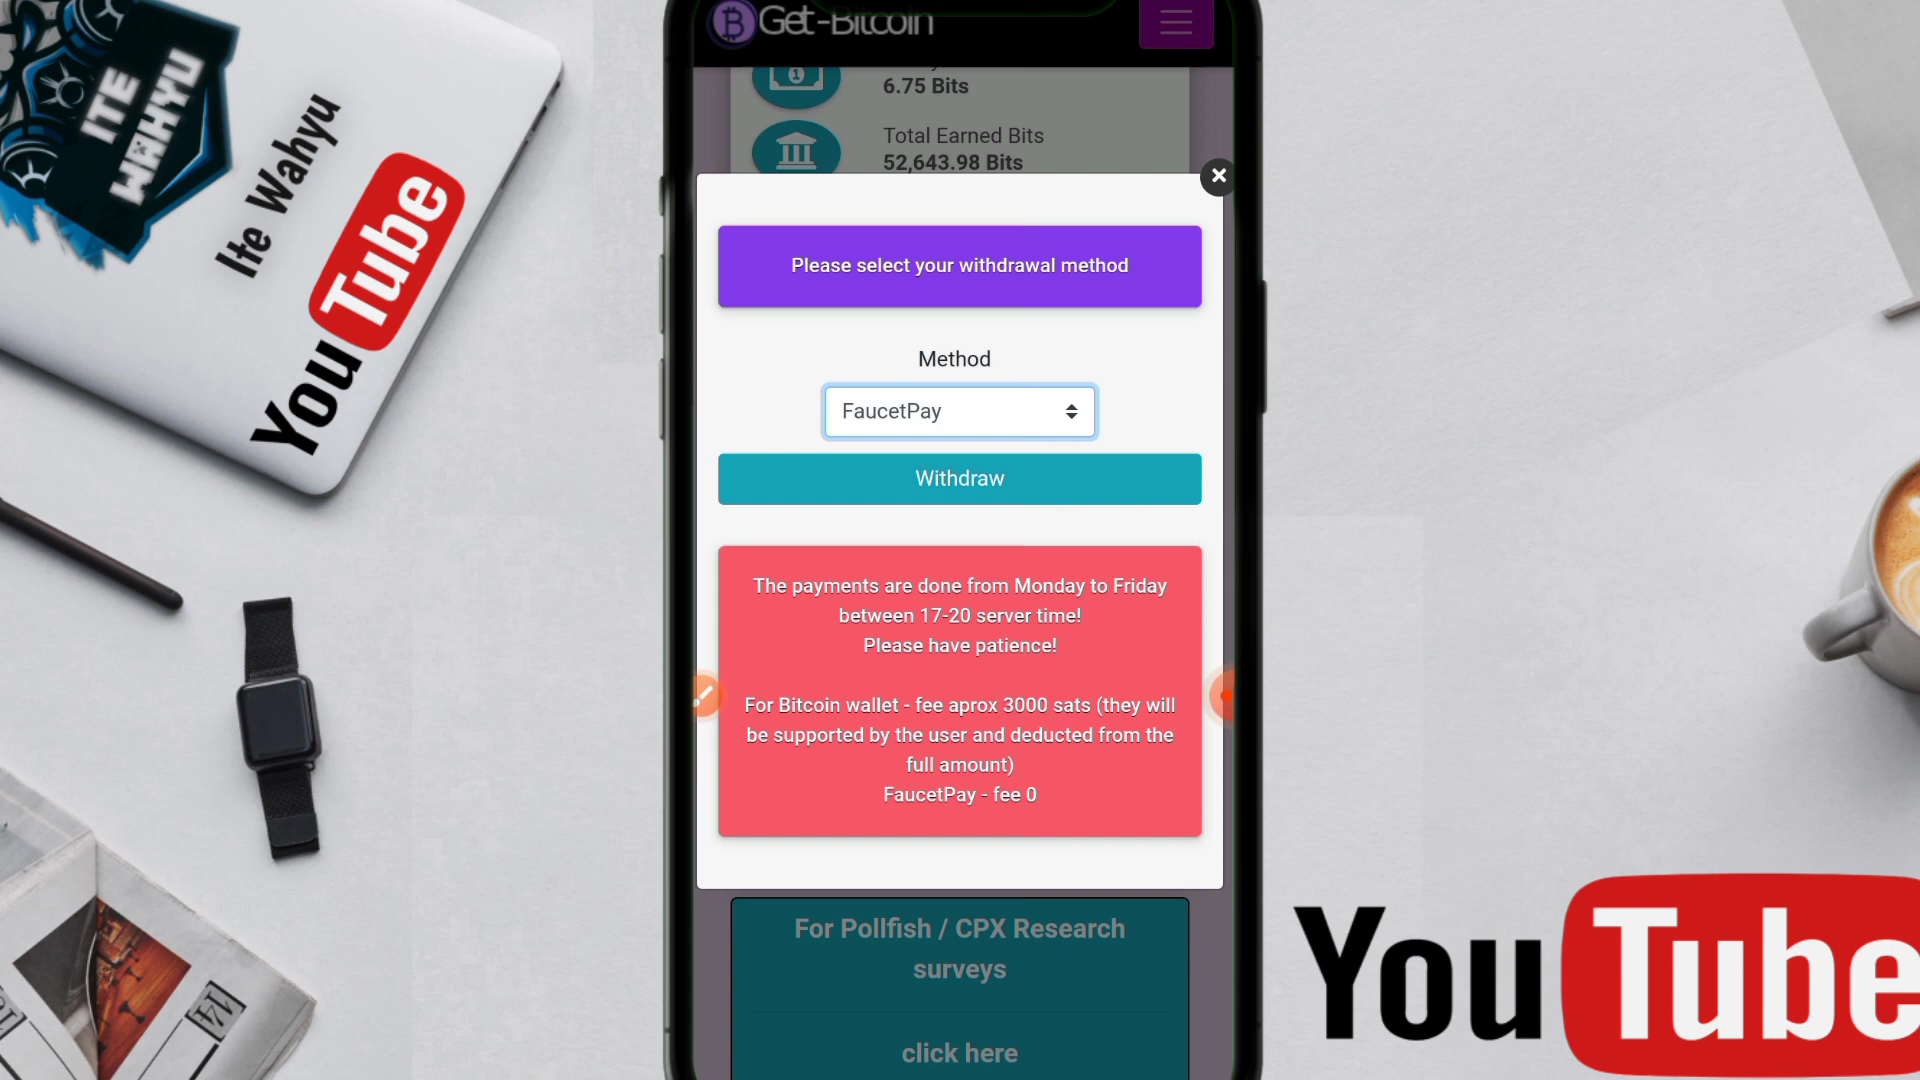 Get-Bitcoin
6.75 Bits
Total Earned Bits
52,643.98 Bits
Please select your withdrawal method
Method
FaucetPay
Withdraw
The payments are done from Monday to Friday
between 17-20 server time!
Please have patience!
For Bitcoin wallet - fee aprox 3000 sats (they will
be supported by the user and deducted from the
full amount)
FaucetPay - fee 0
For Pollfish / CPX Research
surveys
click here
ITE
WAHYU
Ite Wahyu
YouTube
YouTube